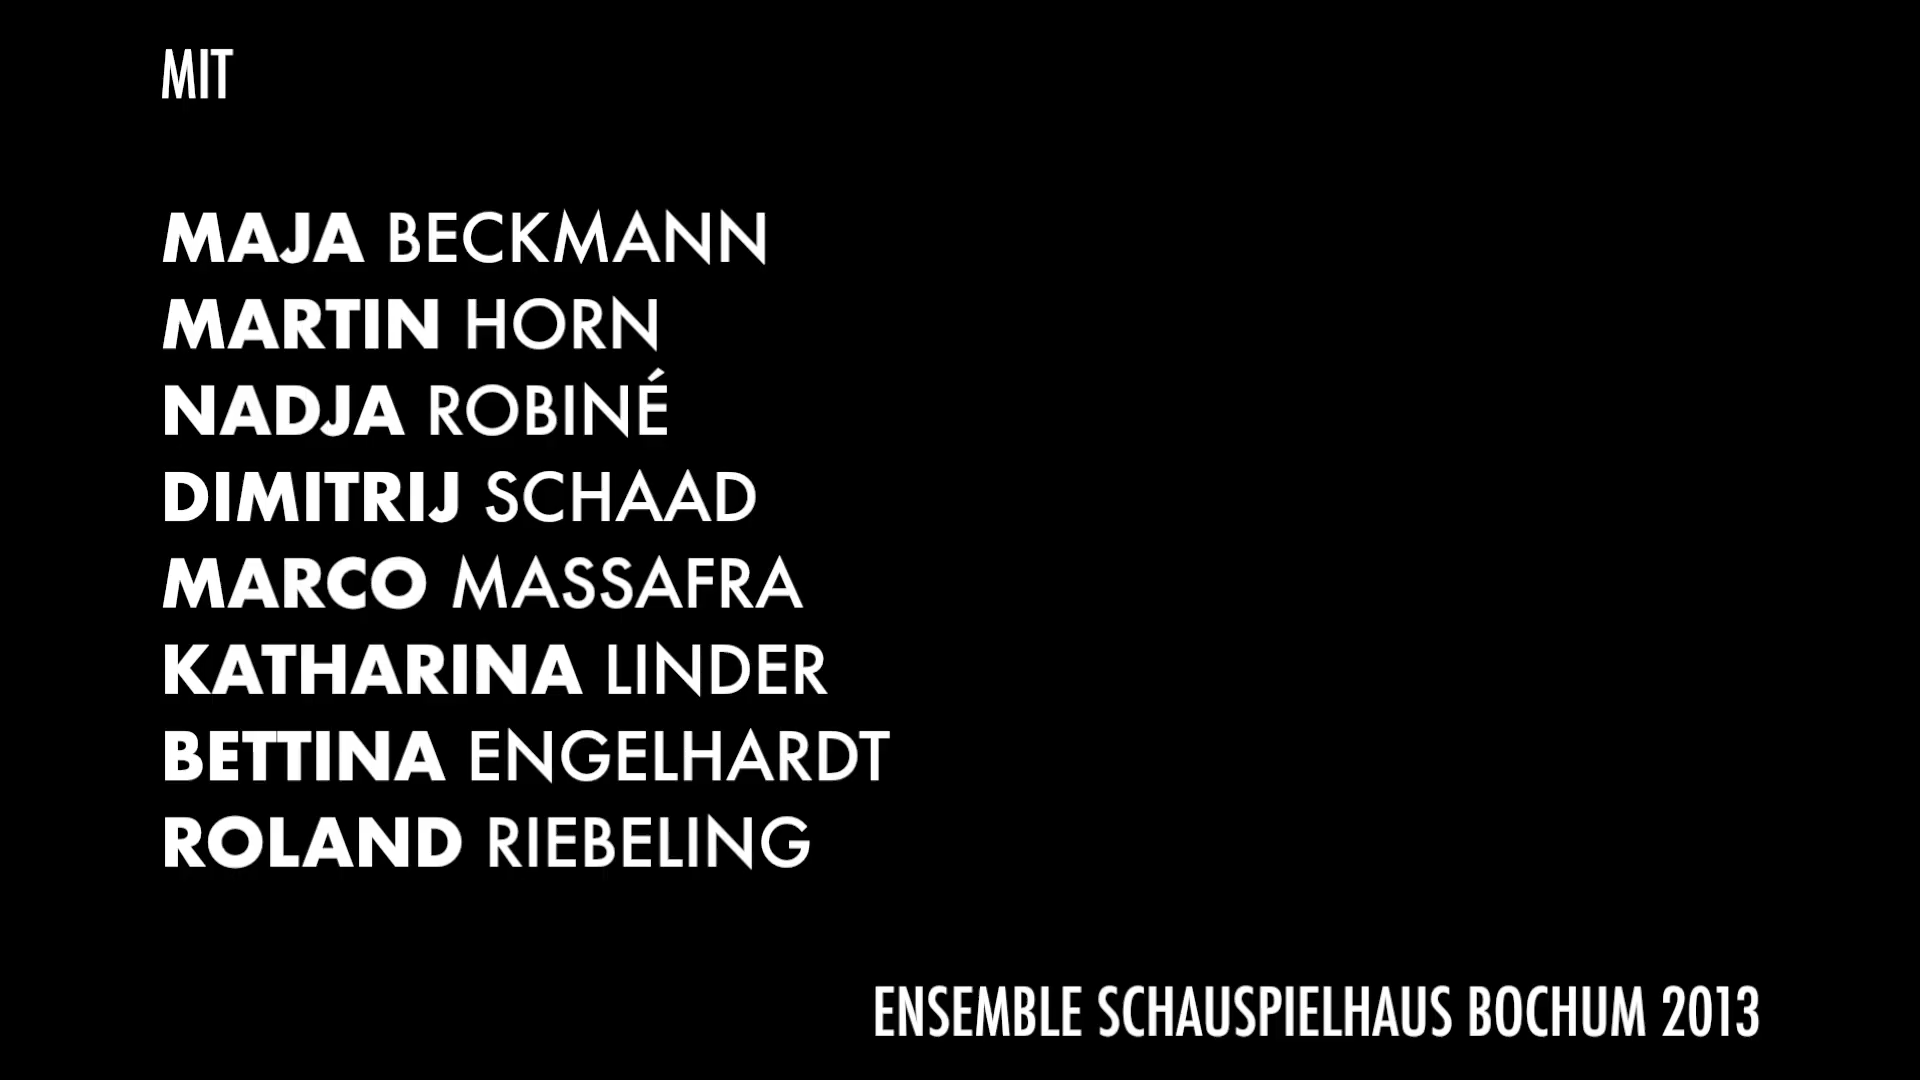 MIT
MAJA BECKMANN
MARTIN HORN
NADJA ROBINÉ
DIMITRIJ SCHAAD
MARCO MASSAFRA
KATHARINA LINDER
BETTINA ENGELHARDT
ROLAND RIEBELING
ENSEMBLE SCHAUSPIELHAUS BOCHUM 2013